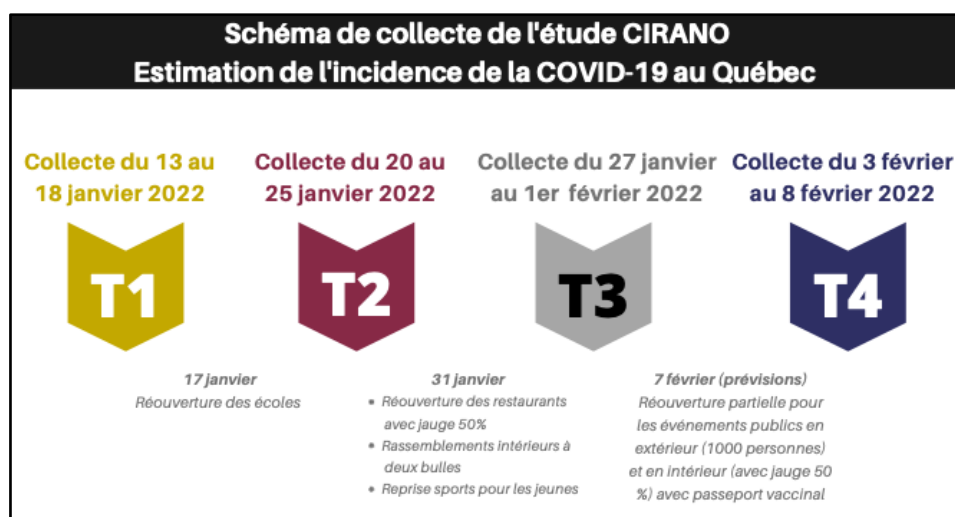 Schéma de collecte de l'étude CIRANO
Estimation de l'incidence de la COVID-19 au Québec
Collecte du 13 au
18 janvier 2022
Collecte du 20 au
25 janvier 2022
Collecte du 27 janvier
au 1er février 2022
Collecte du 3 février
au 8 février 2022
T1
T2
T3
T4
17 janvier
Réouverture des écoles
31 janvier
• Réouverture des restaurants
avec jauge 50%
• Rassemblements intérieurs à
deux bulles
• Reprise sports pour les jeunes
7 février (prévisions)
Réouverture partielle pour
les événements publics en
extérieur (1000 personnes)
et en intérieur (avec jauge 50
%) avec passeport vaccinal